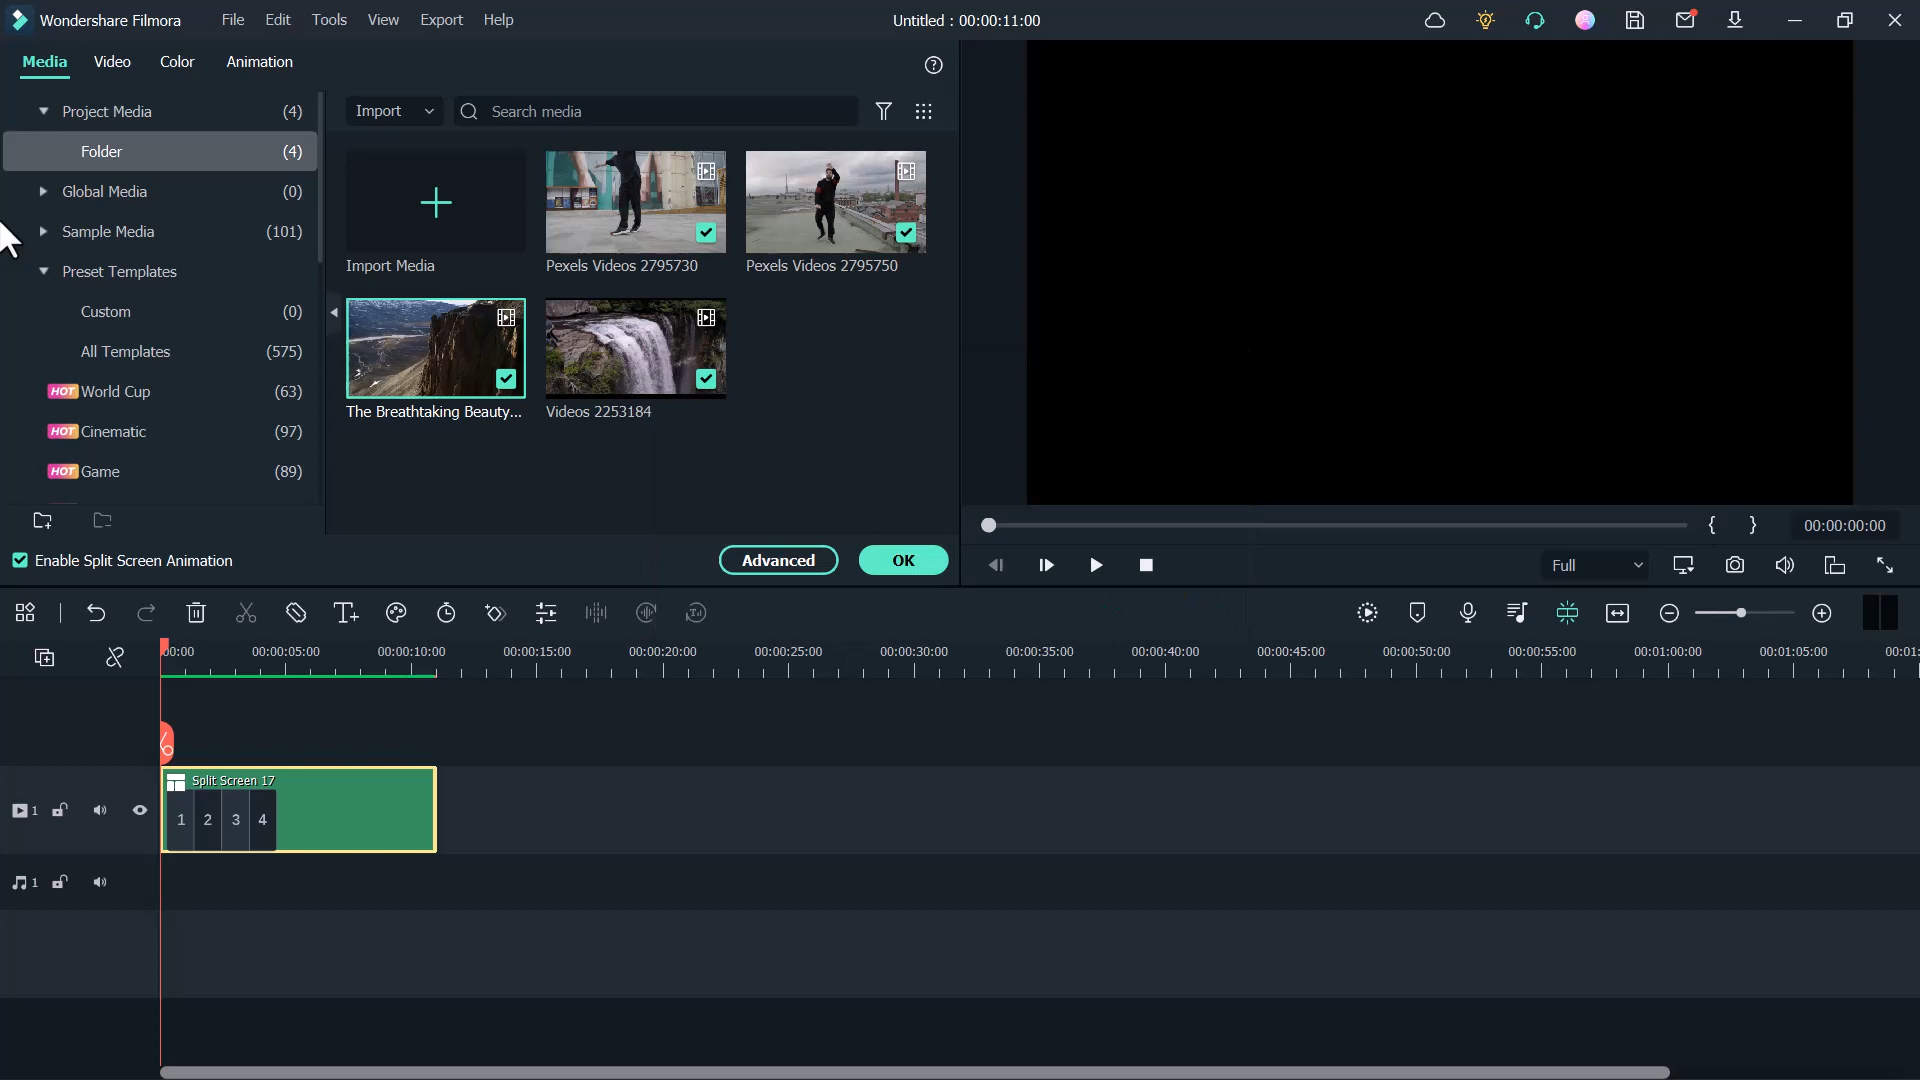 Wondershare Filmora File Edit Tools View Export Help Untitled : 00:00:11:00
Media Video Color Animation
Project Media (4)
Folder (4)
Global Media (0)
Sample Media (101)
Preset Templates
Custom (0)
All Templates (575)
HOT World Cup (63)
HOT Cinematic (97)
HOT Game (89)
Import Search media
Import Media
Pexels Videos 2795730
Pexels Videos 2795750
The Breathtaking Beauty...
Videos 2253184
Enable Split Screen Animation Advanced OK
{ } 00:00:00:00
Full
:00:00 00:00:05:00 00:00:10:00 00:00:15:00 00:00:20:00 00:00:25:00 00:00:30:00 00:00:35:00 00:00:40:00 00:00:45:00 00:00:50:00 00:00:55:00 00:01:00:00 00:01:05:00 00:01:
Split Screen 17
1 2 3 4
1
1